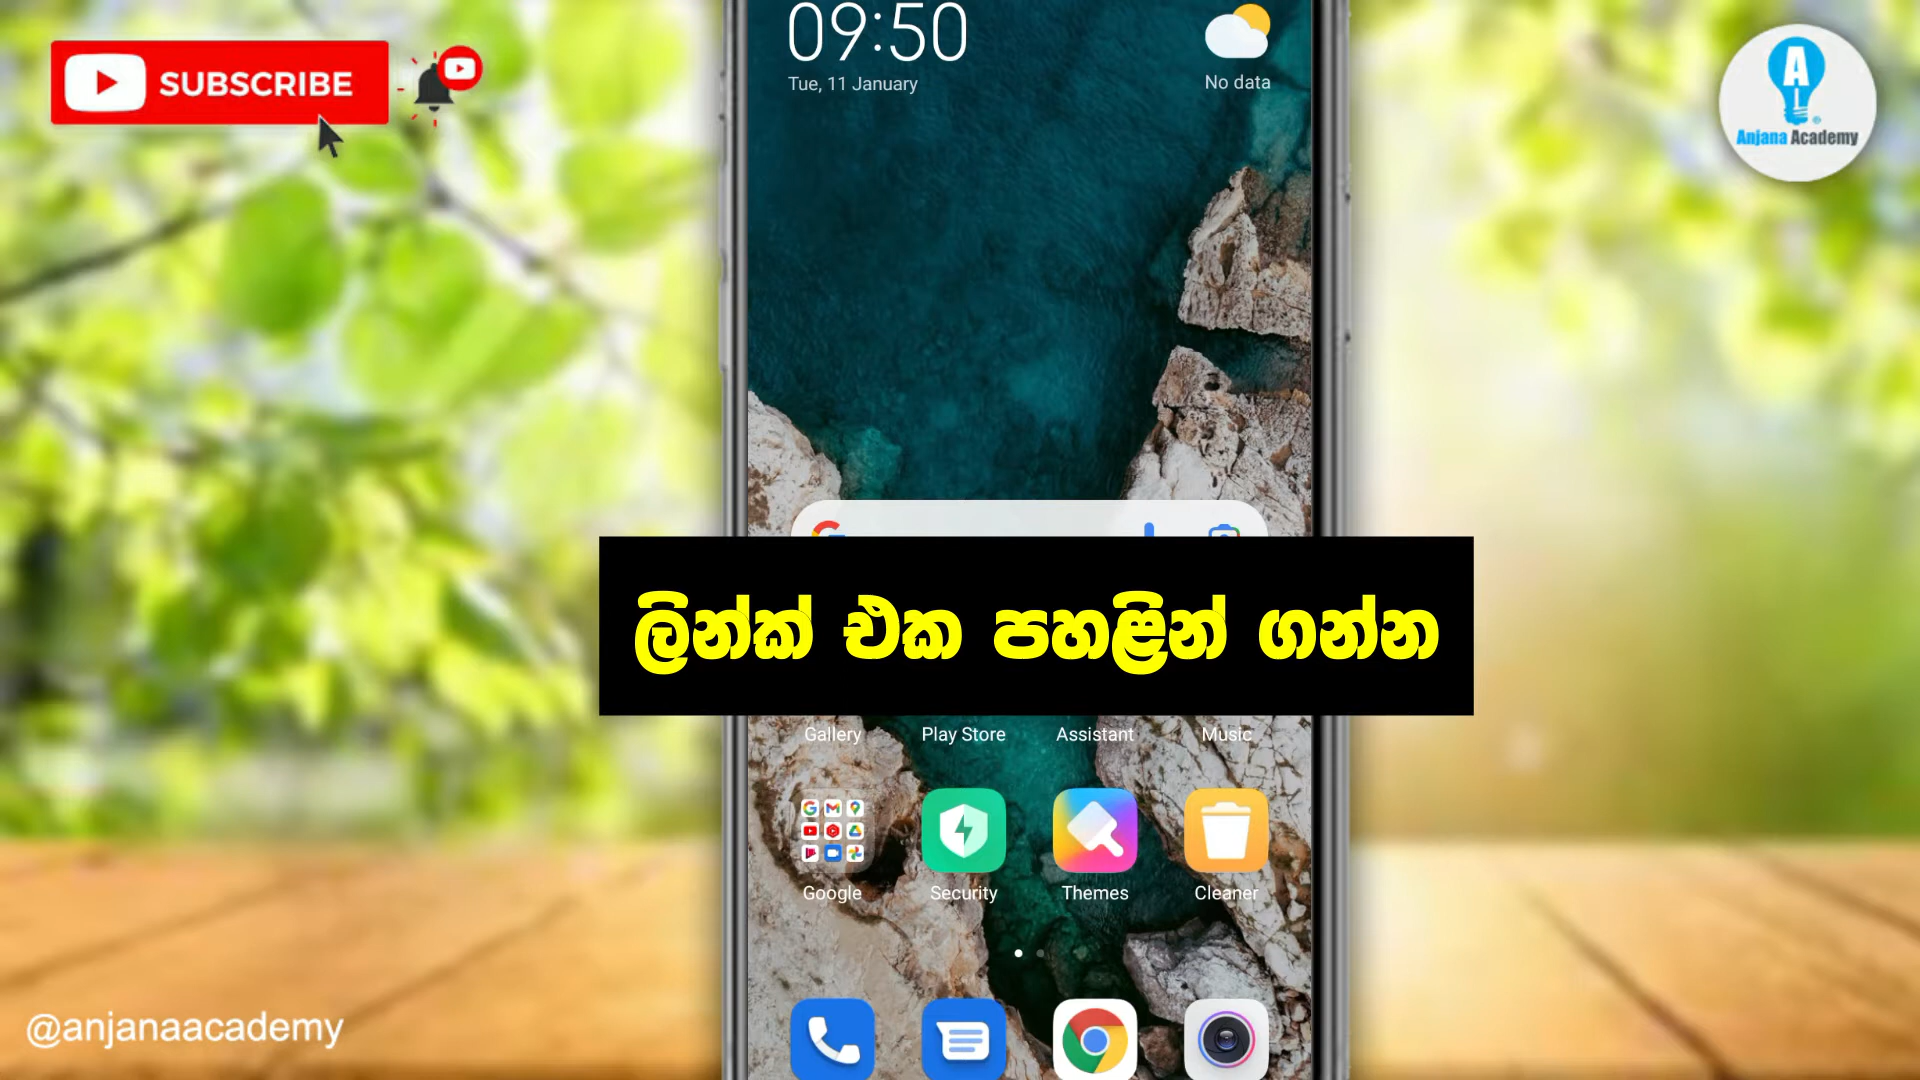 SUBSCRIBE
09:50
Tue, 11 January
No data
Anjana Academy
ලින්ක් එක පහළින් ගන්න
Gallery
Play Store
Assistant
Music
Google
Security
Themes
Cleaner
@anjanaacademy